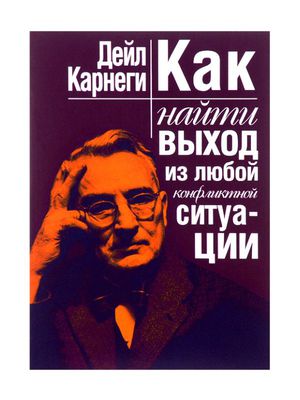 Дейл
Карнеги
Как
найти
ВЫХОД
из любой
конфликтной
СИТУА-
ЦИИ